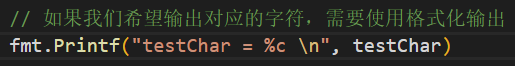 // 如果我们希望输出对应的字符，需要使用格式化输出
fmt.Printf("testChar = %c \n", testChar)